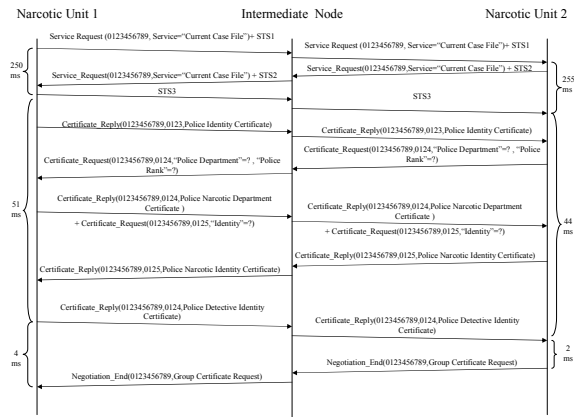 Narcotic Unit 1
Intermediate Node
Narcotic Unit 2
Service Request (0123456789, Service="Current Case File")+ STS1
Service Request (0123456789, Service="Current Case File")+ STS1
250
ms
Service_Request(0123456789,Service="Current Case File") + STS2
Service_Request(0123456789,Service="Current Case File") + STS2
255
ms
STS3
STS3
Certificate_Reply(0123456789,0123,Police Identity Certificate)
Certificate_Reply(0123456789,0123,Police Identity Certificate)
Certificate_Request(0123456789,0124,"Police Department"=? , "Police
Rank"=?)
Certificate_Request(0123456789,0124,"Police Department"=? , "Police
Rank"=?)
51
ms
Certificate_Reply(0123456789,0124,Police Narcotic Department
Certificate )
+ Certificate_Request(0123456789,0125,"Identity"=?)
Certificate_Reply(0123456789,0124,Police Narcotic Department
Certificate )
+ Certificate_Request(0123456789,0125,"Identity"=?)
44
ms
Certificate_Reply(0123456789,0125,Police Narcotic Identity Certificate)
Certificate_Reply(0123456789,0125,Police Narcotic Identity Certificate)
Certificate_Reply(0123456789,0124,Police Detective Identity
Certificate)
Certificate_Reply(0123456789,0124,Police Detective Identity
Certificate)
4
ms
2
ms
Negotiation_End(0123456789,Group Certificate Request)
Negotiation_End(0123456789,Group Certificate Request)